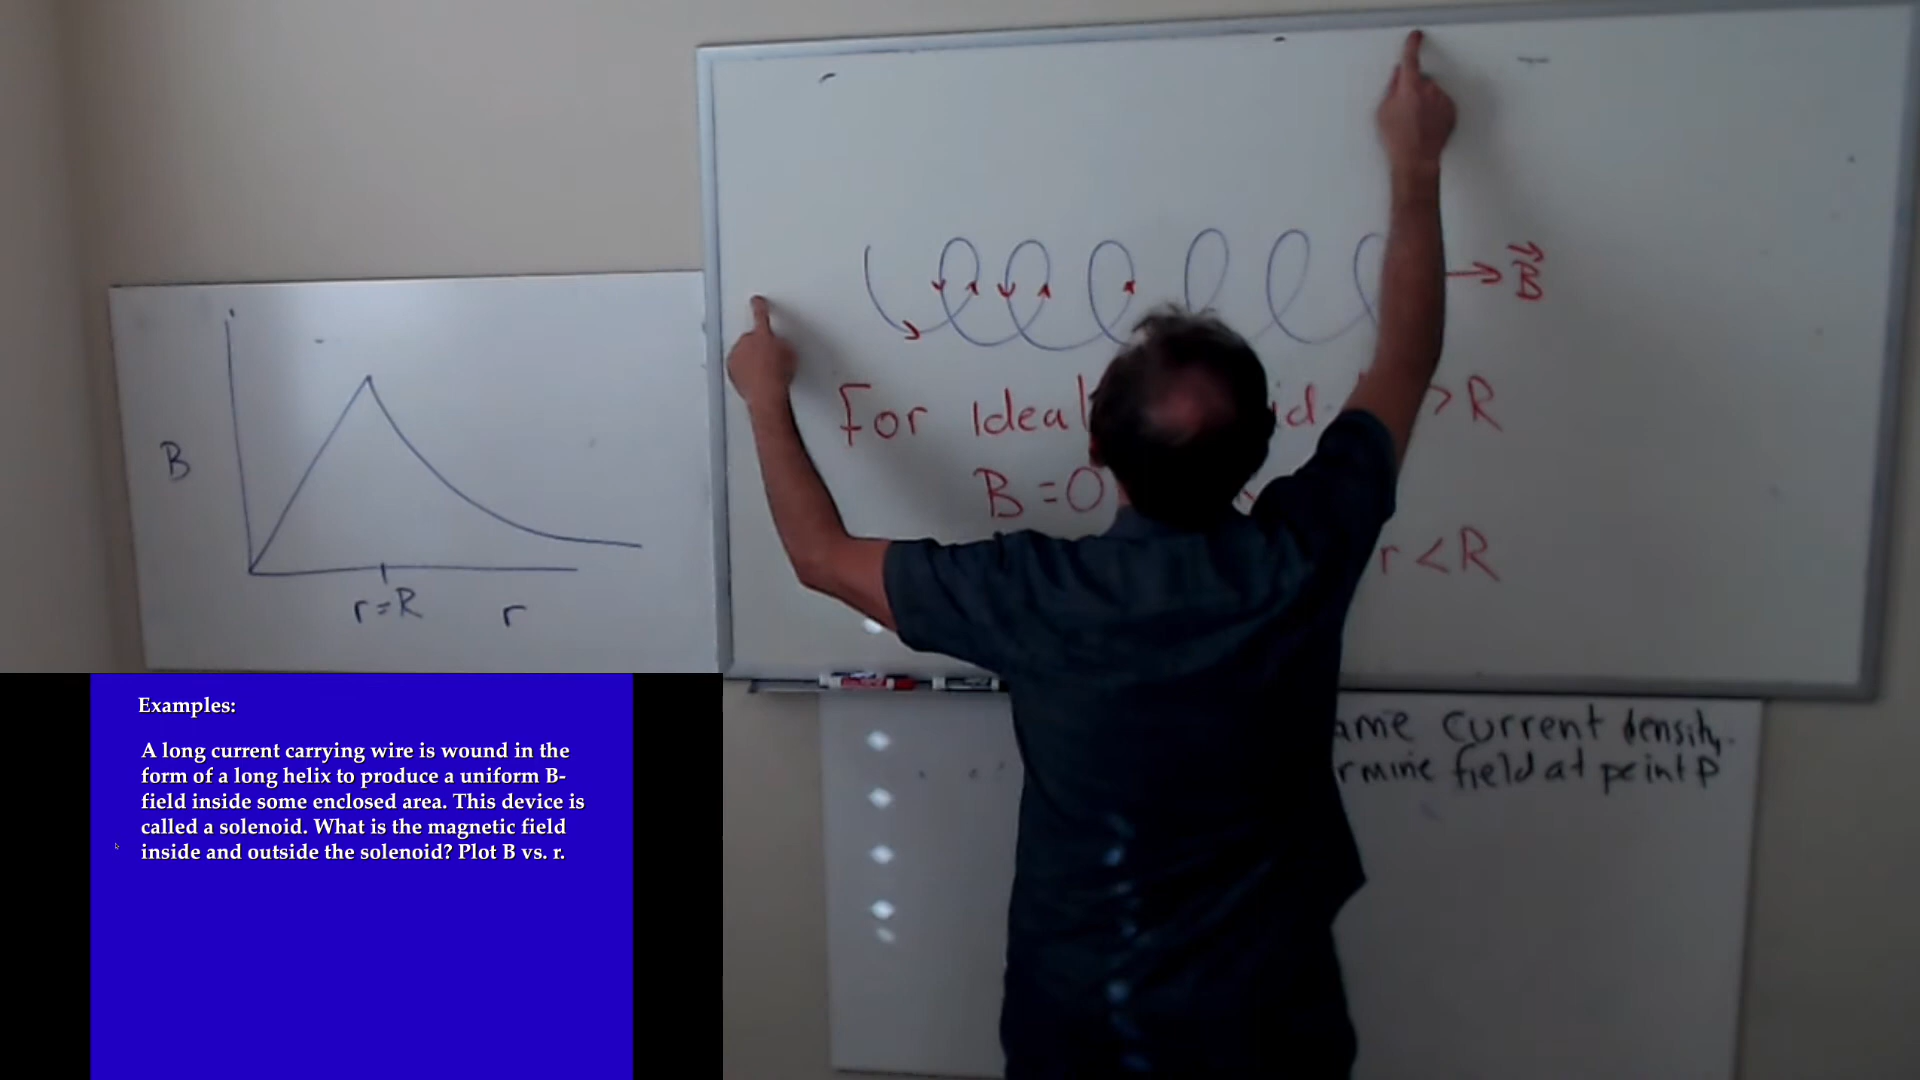 B
r=R
r
B
For Ideal id > R
B = 0
r < R
ame current density.
rmine field at point P
Examples:
A long current carrying wire is wound in the
form of a long helix to produce a uniform B-
field inside some enclosed area. This device is
called a solenoid. What is the magnetic field
inside and outside the solenoid? Plot B vs. r.